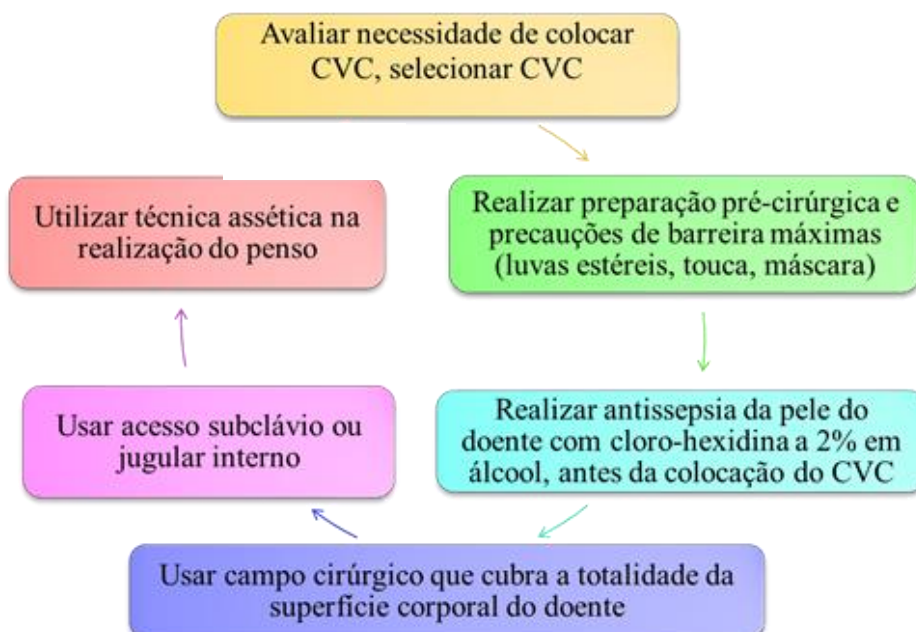 Avaliar necessidade de colocar
CVC, selecionar CVC
Realizar preparação pré-cirúrgica e
precauções de barreira máximas
(luvas estéreis, touca, máscara)
Realizar antissepsia da pele do
doente com cloro-hexidina a 2% em
álcool, antes da colocação do CVC
Usar campo cirúrgico que cubra a totalidade da
superfície corporal do doente
Usar acesso subclávio ou
jugular interno
Utilizar técnica assética na
realização do penso